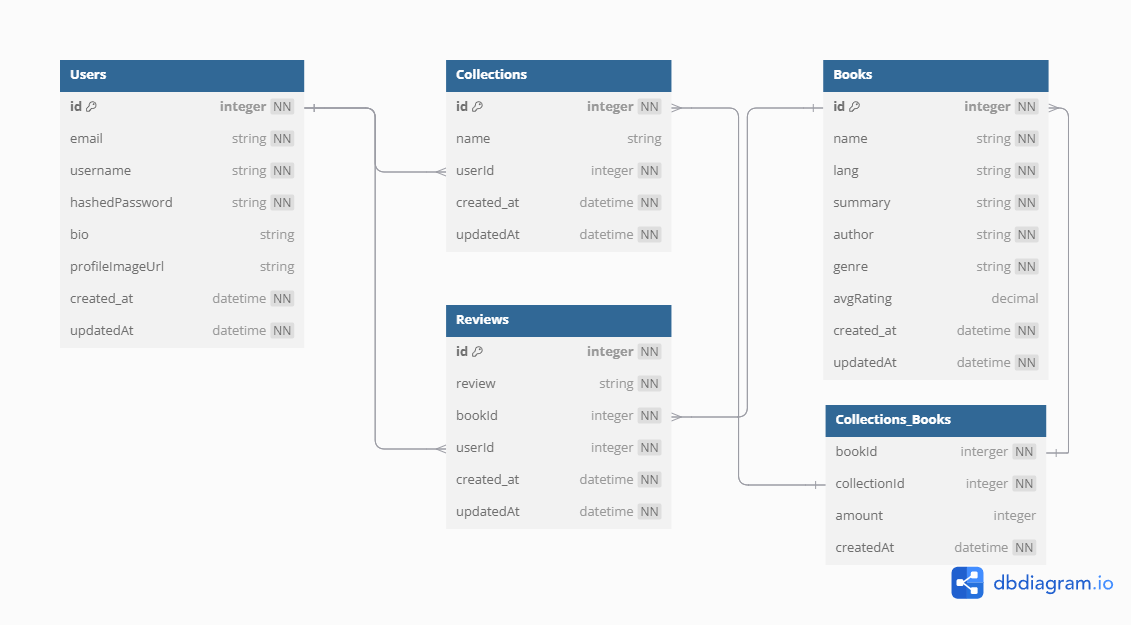 Users
id integer NN
email string NN
username string NN
hashedPassword string NN
bio string
profileImageUrl string
created_at datetime NN
updatedAt datetime NN
Collections
id integer NN
name string
userId integer NN
created_at datetime NN
updatedAt datetime NN
Reviews
id integer NN
review string NN
bookId integer NN
userId integer NN
created_at datetime NN
updatedAt datetime NN
Books
id integer NN
name string NN
lang string NN
summary string NN
author string NN
genre string NN
avgRating decimal
created_at datetime NN
updatedAt datetime NN
Collections_Books
bookId interger NN
collectionId integer NN
amount integer
createdAt datetime NN
dbdiagram.io